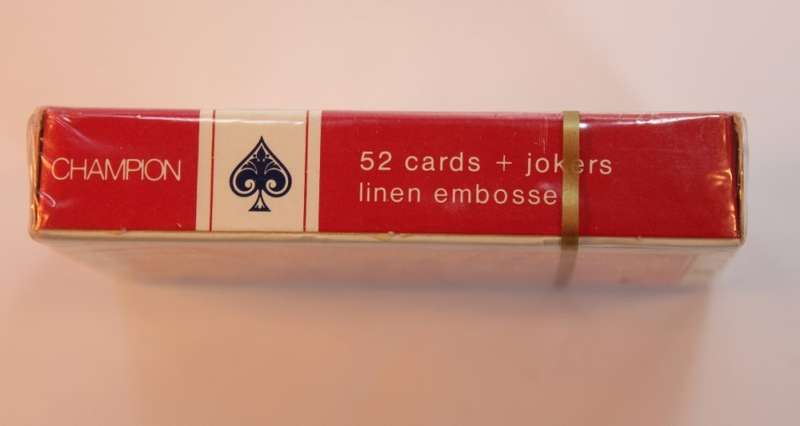 CHAMPION
52 cards + jokers
linen embosse